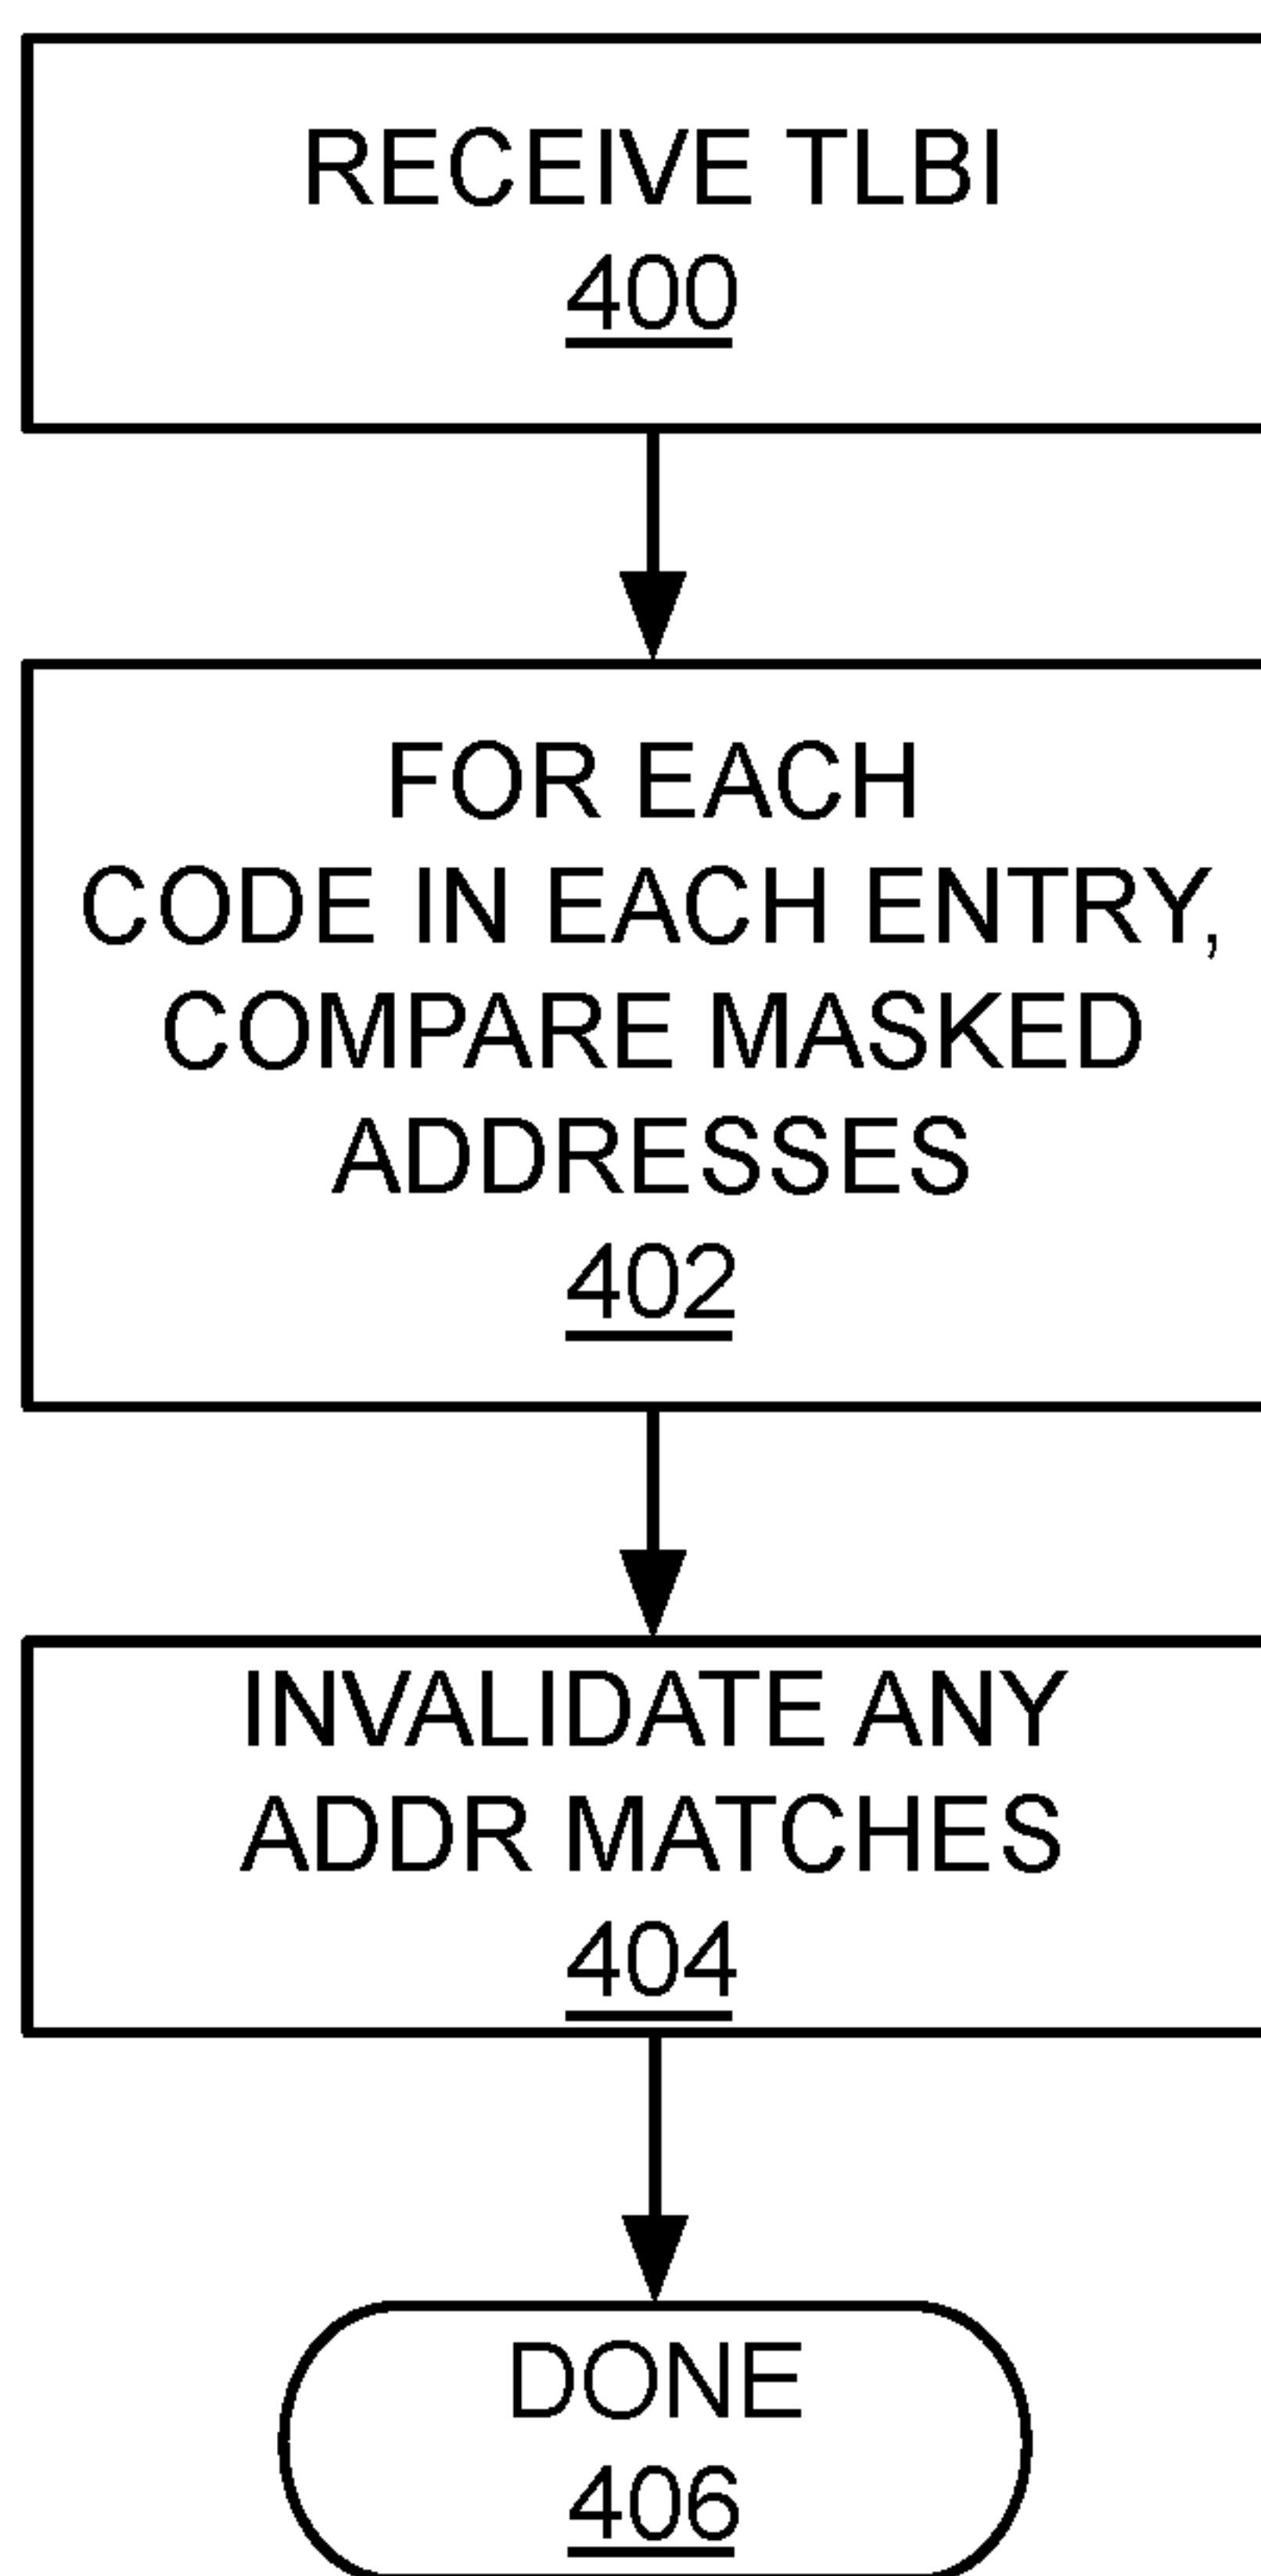 RECEIVE TLBI
400
FOR EACH
CODE IN EACH ENTRY,
COMPARE MASKED
ADDRESSES
402
INVALIDATE ANY
ADDR MATCHES
404
DONE
406